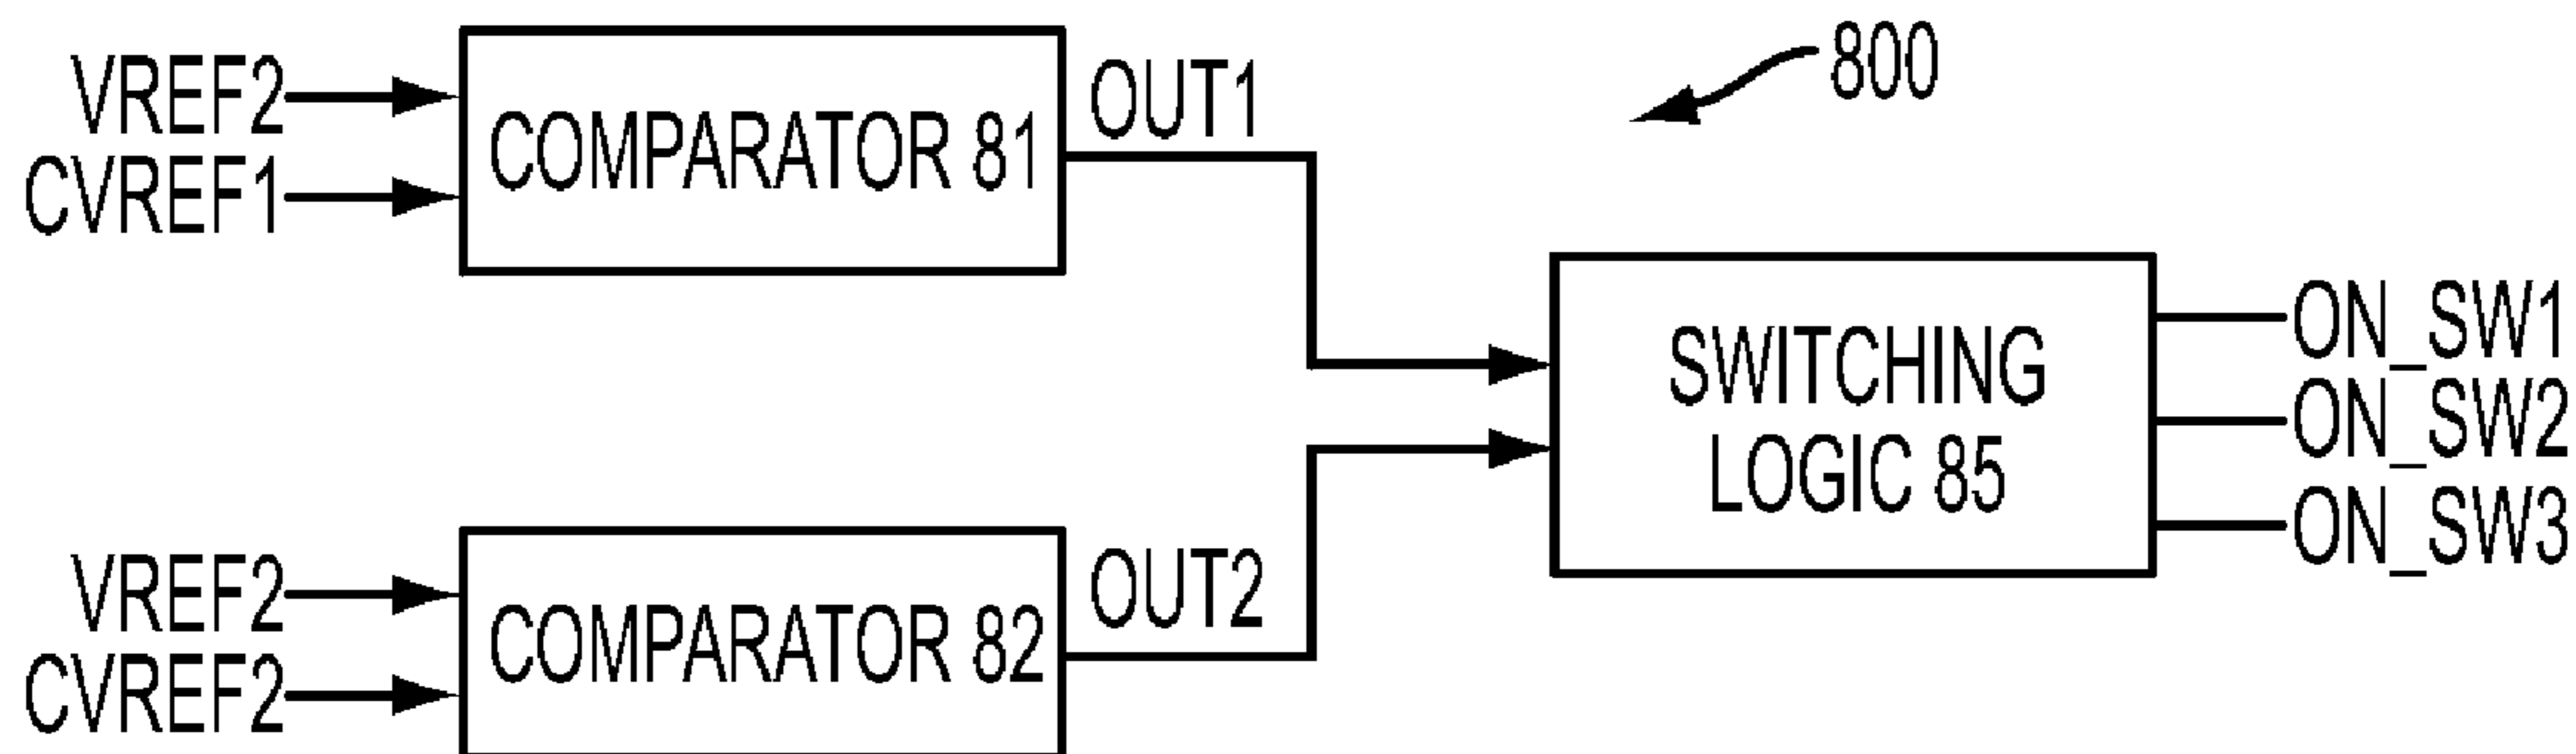 800
VREF2
CVREF1
COMPARATOR 81
OUT1
SWITCHING
LOGIC 85
ON_SW1
ON_SW2
ON_SW3
VREF2
CVREF2
COMPARATOR 82
OUT2